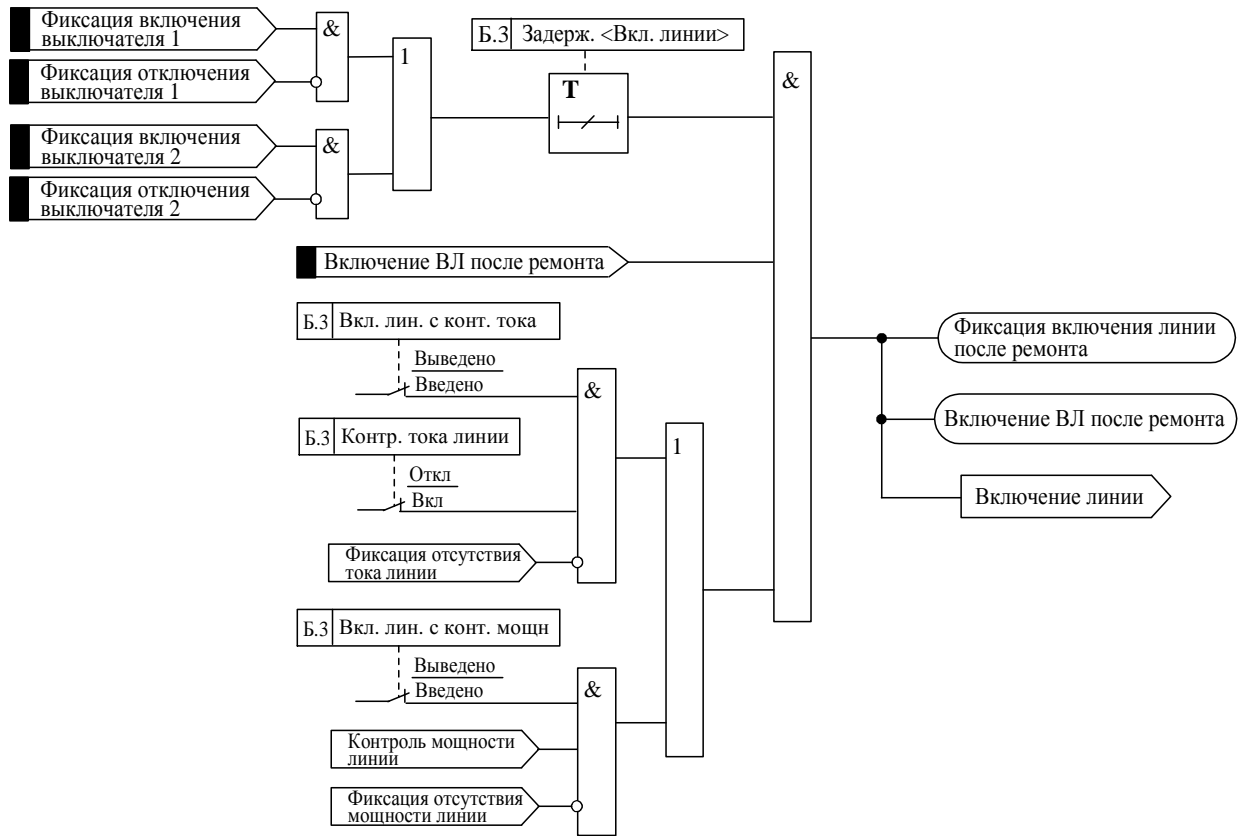 Фиксация включения
выключателя 1
&
Фиксация отключения
выключателя 1
Фиксация включения
выключателя 2
&
Фиксация отключения
выключателя 2
1
Б.3 Задерж. <Вкл. линии>
T
&
Включение ВЛ после ремонта
Б.3 Вкл. лин. с конт. тока
Выведено
Введено
&
Б.3 Контр. тока линии
Откл
Вкл
Фиксация отсутствия
тока линии
1
Б.3 Вкл. лин. с конт. мощн
Выведено
Введено
&
Контроль мощности
линии
Фиксация отсутствия
мощности линии
Фиксация включения линии
после ремонта
Включение ВЛ после ремонта
Включение линии